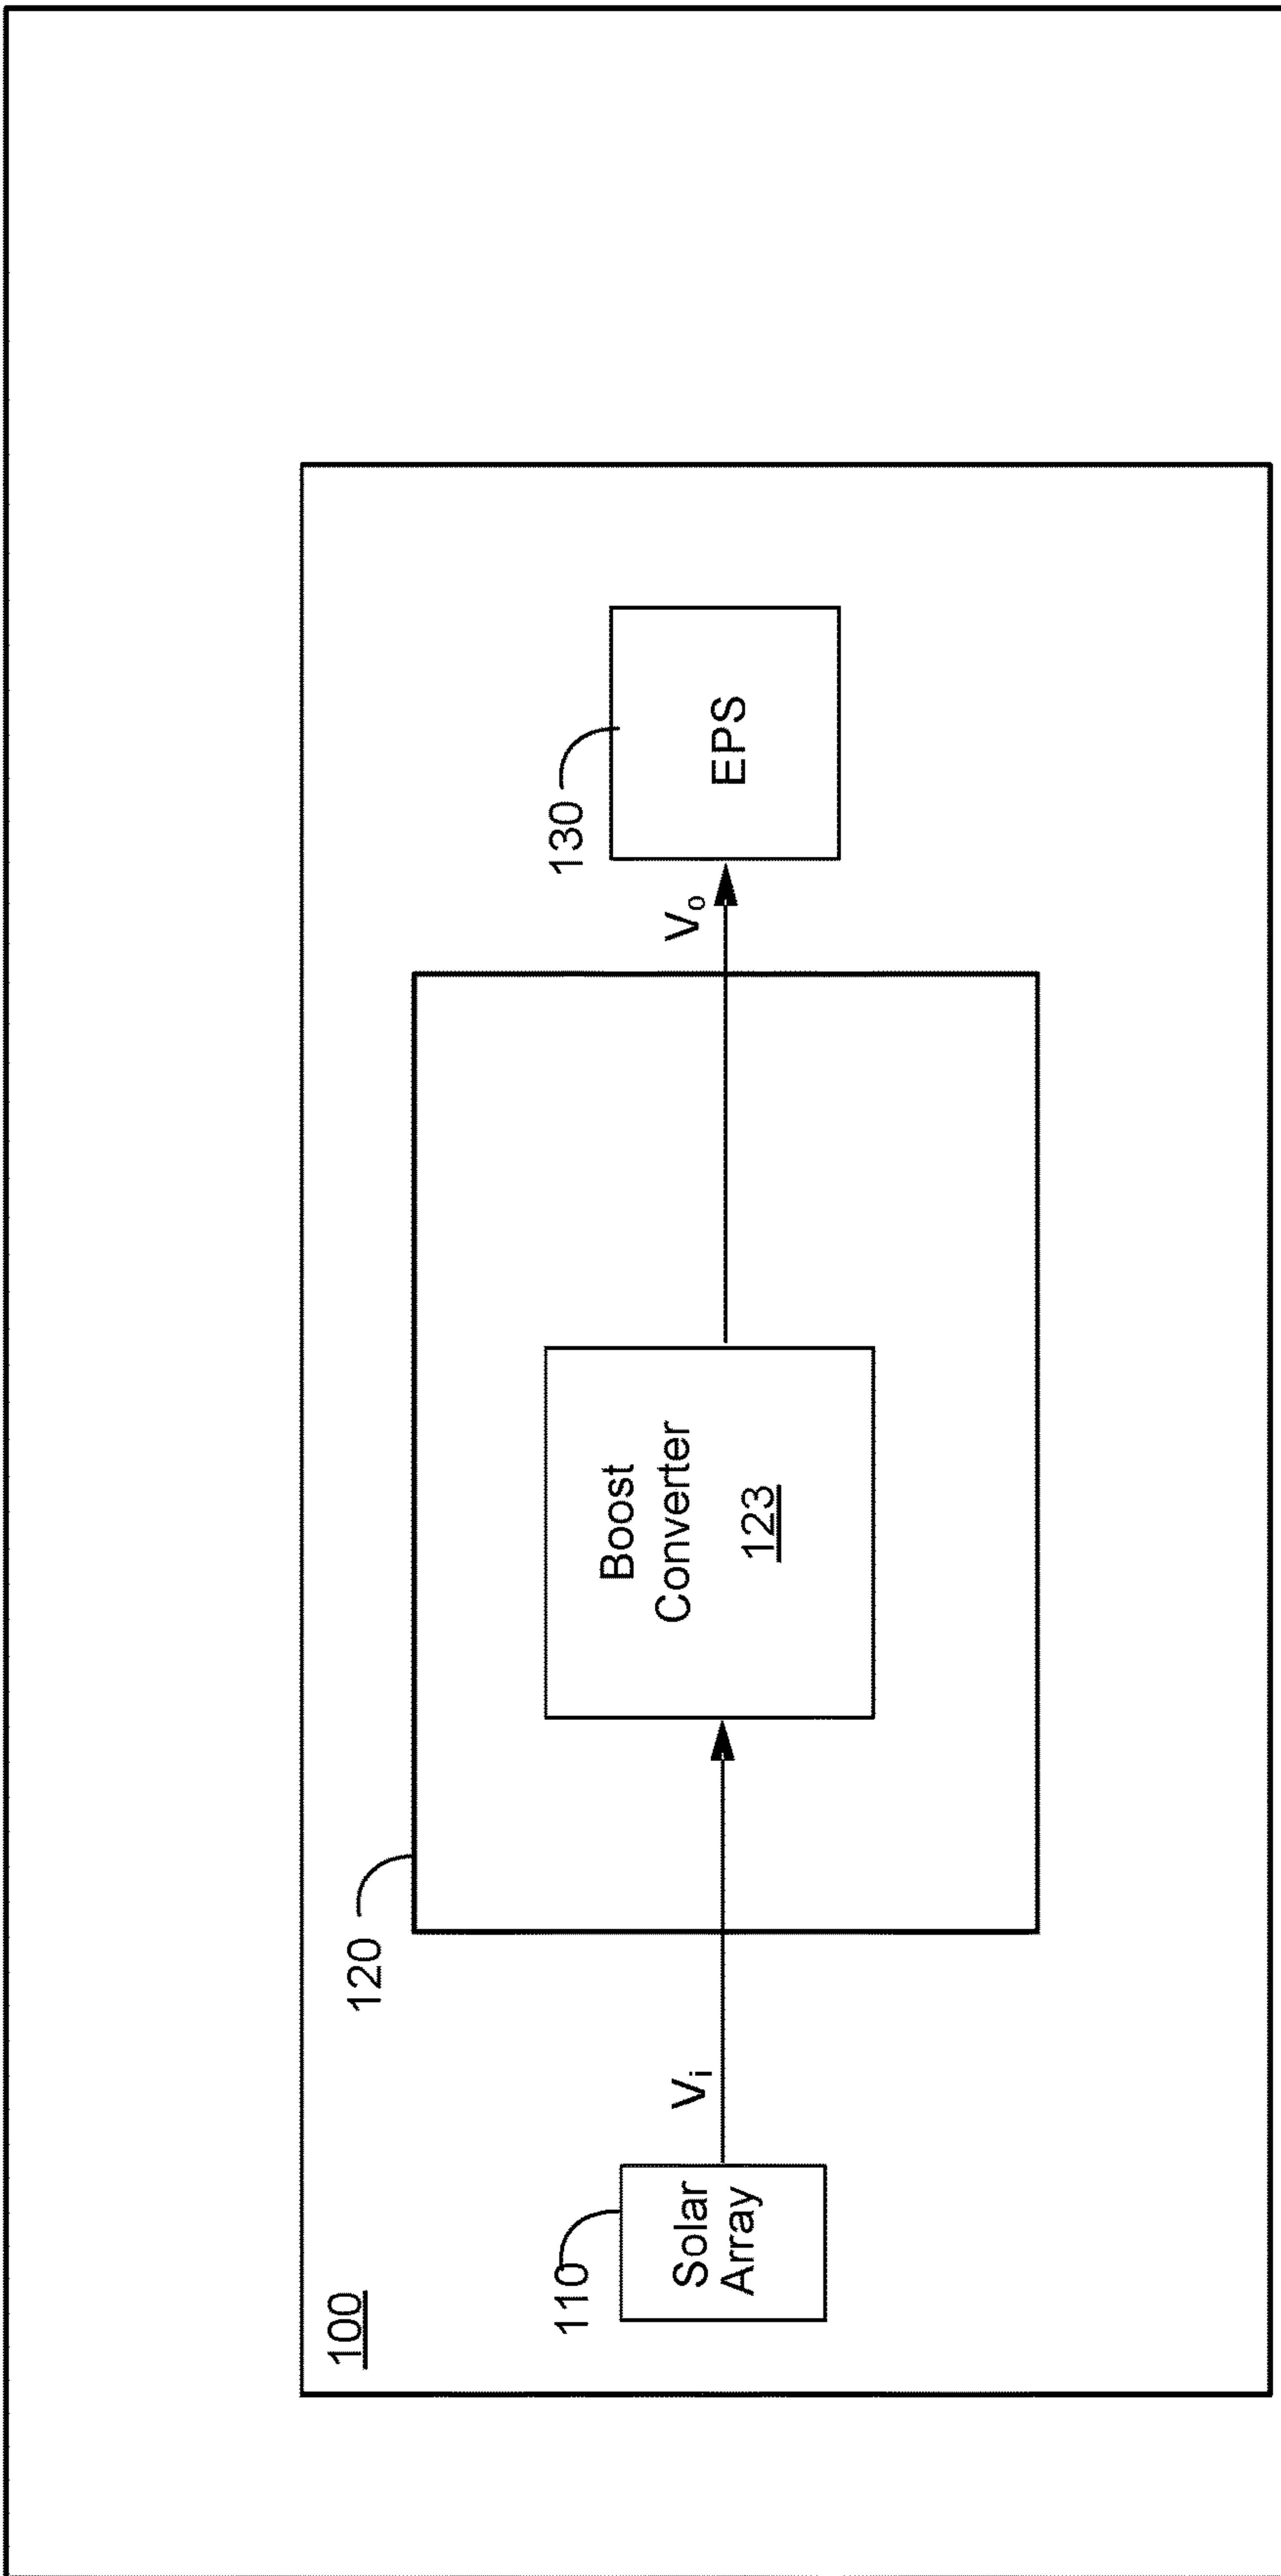 100
110
Solar
Array
Vi
120
Boost
Converter
123
Vo
130
EPS